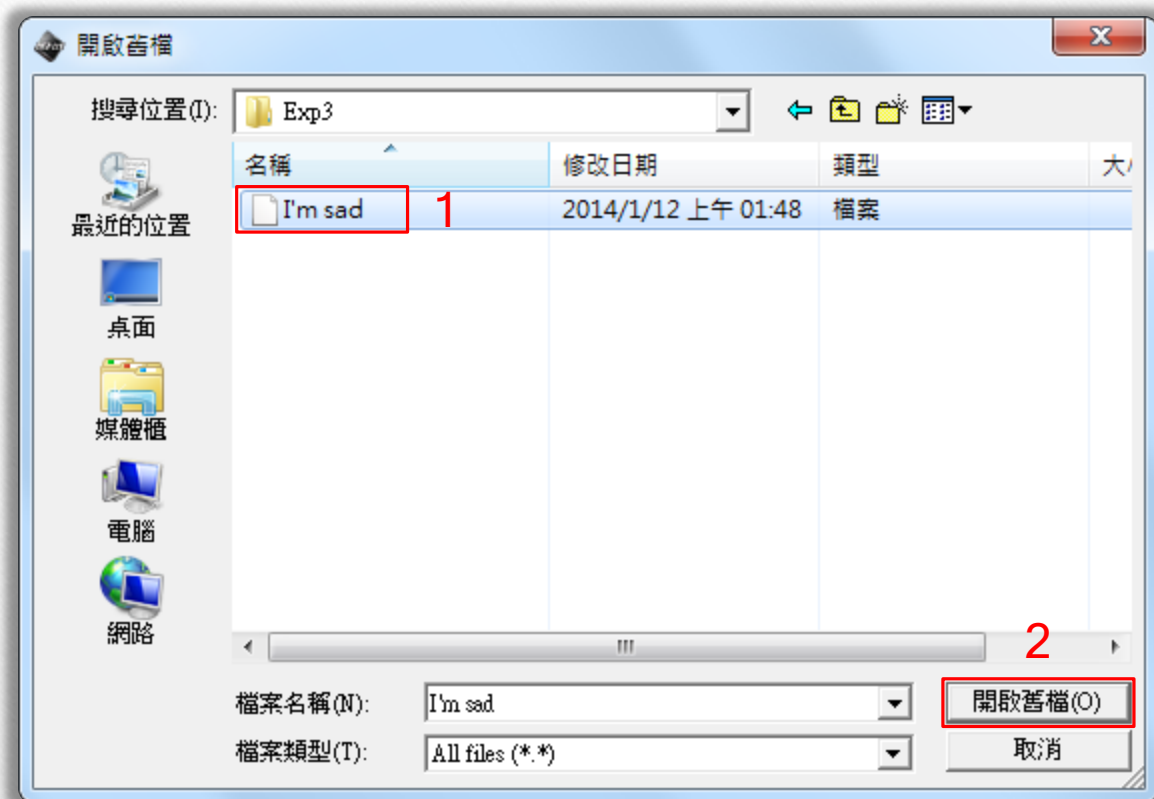 開啟舊檔
搜尋位置(I): Exp3
名稱 修改日期 類型
I'm sad 1 2014/1/12 上午 01:48 檔案
最近的位置
桌面
媒體櫃
電腦
網路
2
檔案名稱(N): I'm sad 開啟舊檔(O)
檔案類型(T): All files (*.*) 取消